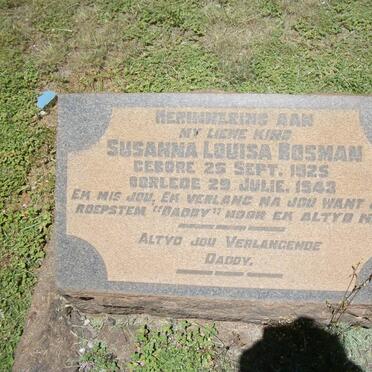 HERINNERING AAN
MY LIEWE KIND
SUSANNA LOUISA BOSMAN
GEBORE 25 SEPT. 1925
OORLEDE 29 JULIE. 1943
EK MIS JOU, EK VERLANG NA JOU WANT
ROEPSTEM "DADDY" HOOR EK ALTYD
ALTYD JOU VERLANGENDE
DADDY.